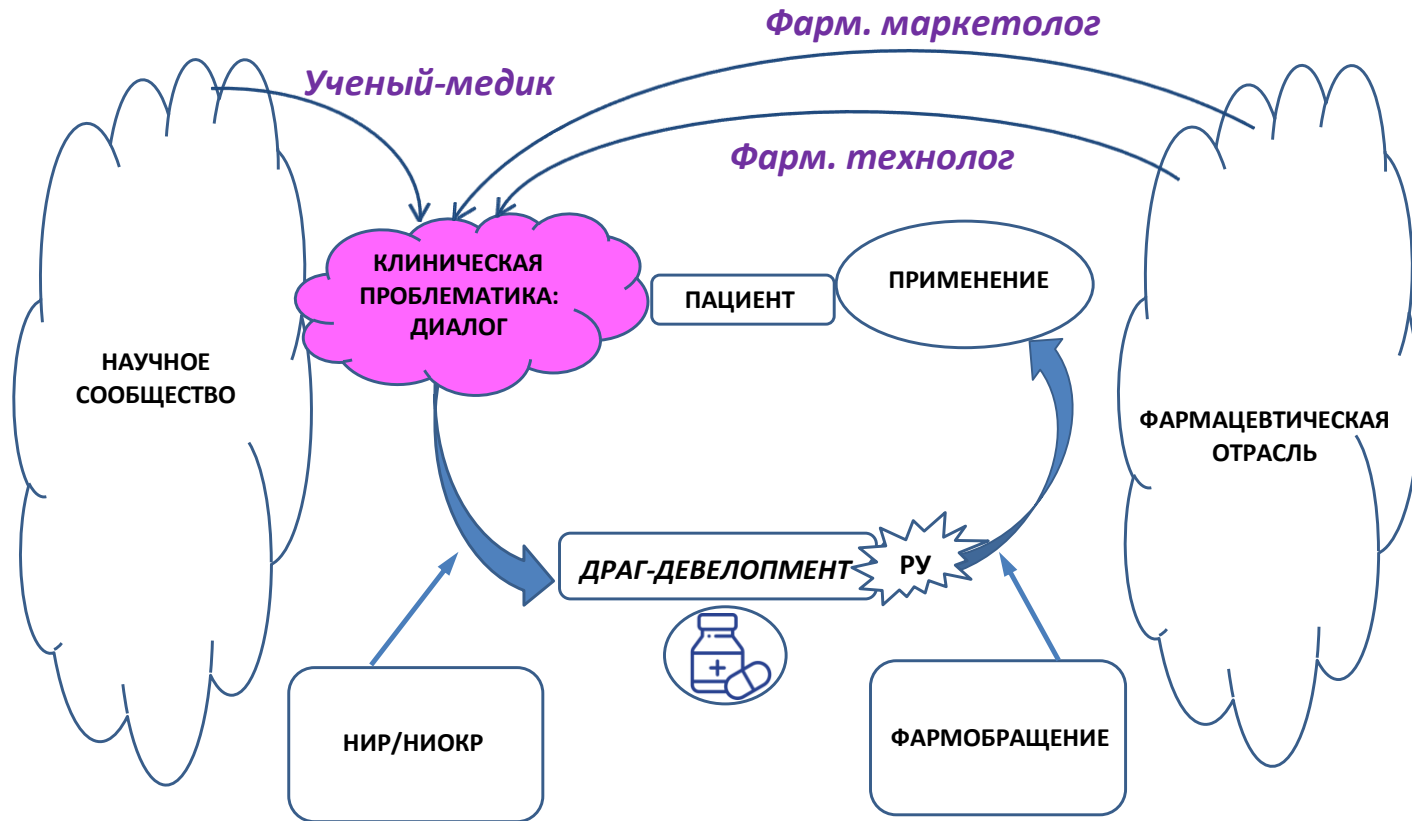 Фарм. маркетолог
Ученый-медик
Фарм. технолог
КЛИНИЧЕСКАЯ
ПРОБЛЕМАТИКА:
ДИАЛОГ
ПАЦИЕНТ
ПРИМЕНЕНИЕ
НАУЧНОЕ
СООБЩЕСТВО
ФАРМАЦЕВТИЧЕСКАЯ
ОТРАСЛЬ
ДРАГ-ДЕВЕЛОПМЕНТ
РУ
НИР/НИОКР
ФАРМОБРАЩЕНИЕ